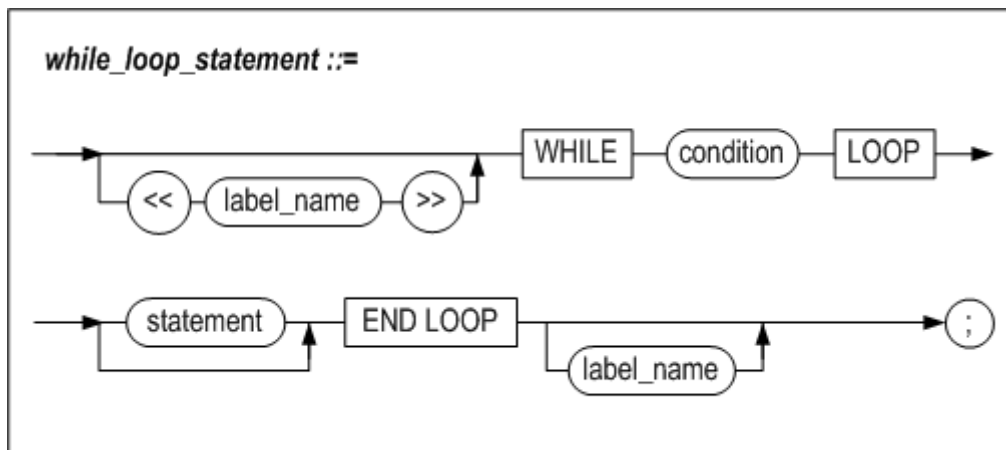 while_loop_statement ::=
WHILE condition LOOP
<< label_name >>
statement END LOOP ;
label_name